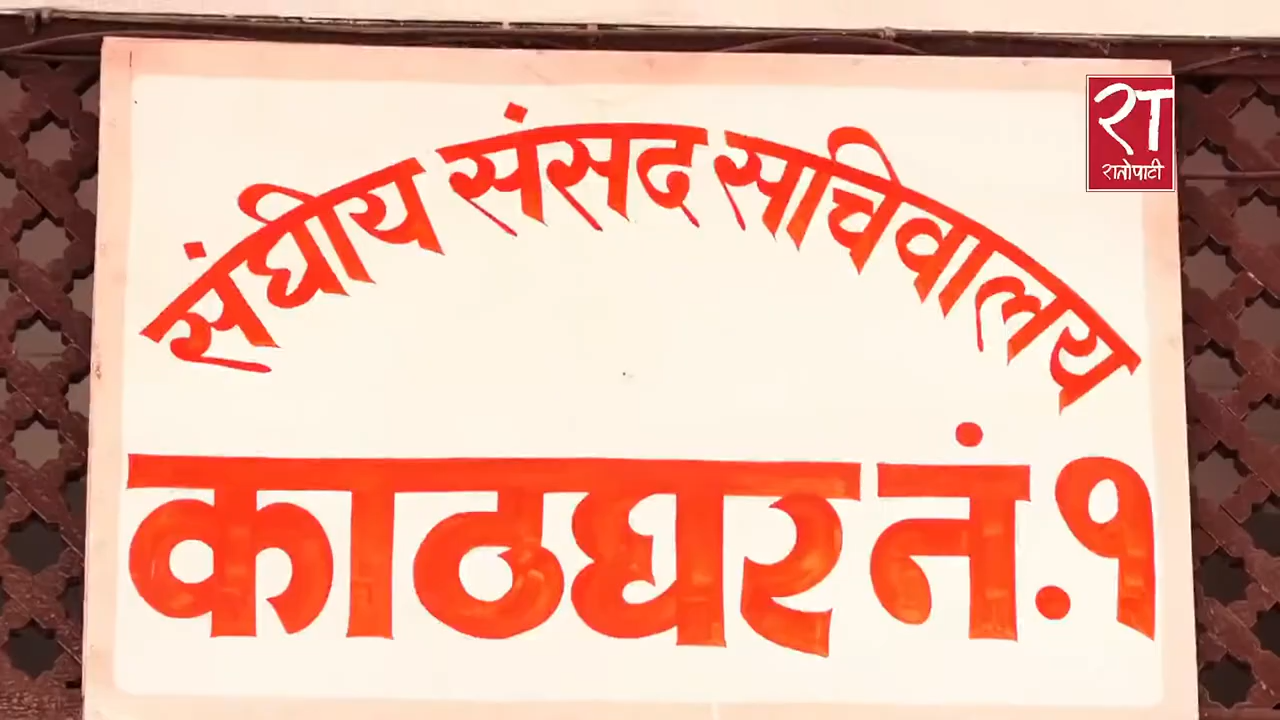 संघीय संसद सचिवालय
काठघर नं. १
रा
रातोपाटी